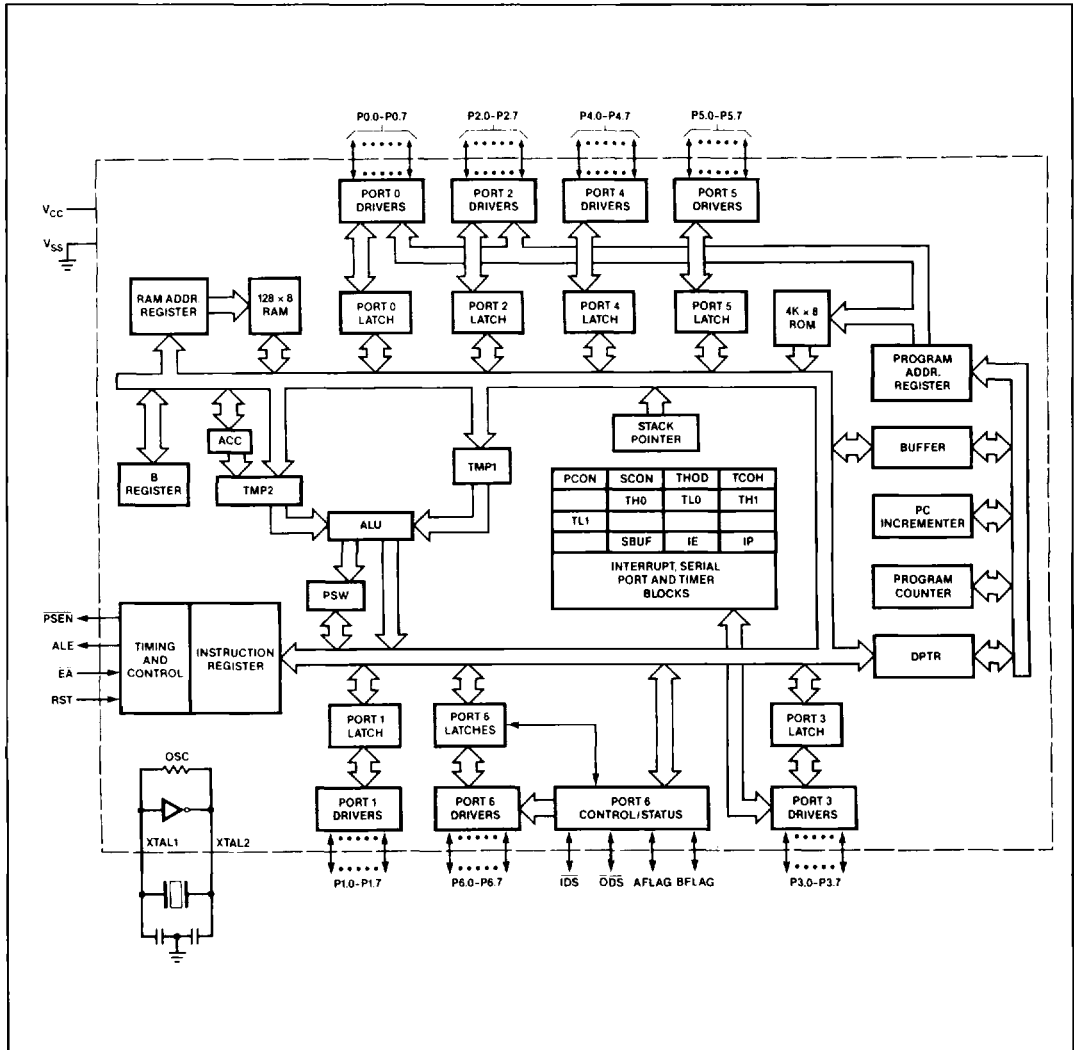 P0.0–P0.7 P2.0–P2.7 P4.0–P4.7 P5.0–P5.7
PORT 0
DRIVERS
PORT 2
DRIVERS
PORT 4
DRIVERS
PORT 5
DRIVERS
VCC
VSS
RAM ADDR
REGISTER
128 × 8
RAM
PORT 0
LATCH
PORT 2
LATCH
PORT 4
LATCH
PORT 5
LATCH
4K × 8
ROM
PROGRAM
ADDR.
REGISTER
B
REGISTER
ACC
TMP2
TMP1
ALU
PSW
STACK
POINTER
BUFFER
PC
INCREMENTER
PROGRAM
COUNTER
DPTR
PCON SCON THOD TCOH
TH0 TL0 TH1
TL1
SBUF IE IP
INTERRUPT, SERIAL
PORT AND TIMER
BLOCKS
PSEN
ALE
EA
RST
TIMING
AND
CONTROL
INSTRUCTION
REGISTER
PORT 1
LATCH
PORT 6
LATCHES
PORT 3
LATCH
PORT 1
DRIVERS
PORT 6
DRIVERS
PORT 6
CONTROL/STATUS
PORT 3
DRIVERS
OSC
XTAL1 XTAL2
P1.0–P1.7 P6.0–P6.7 IDS ODS AFLAG BFLAG P3.0–P3.7